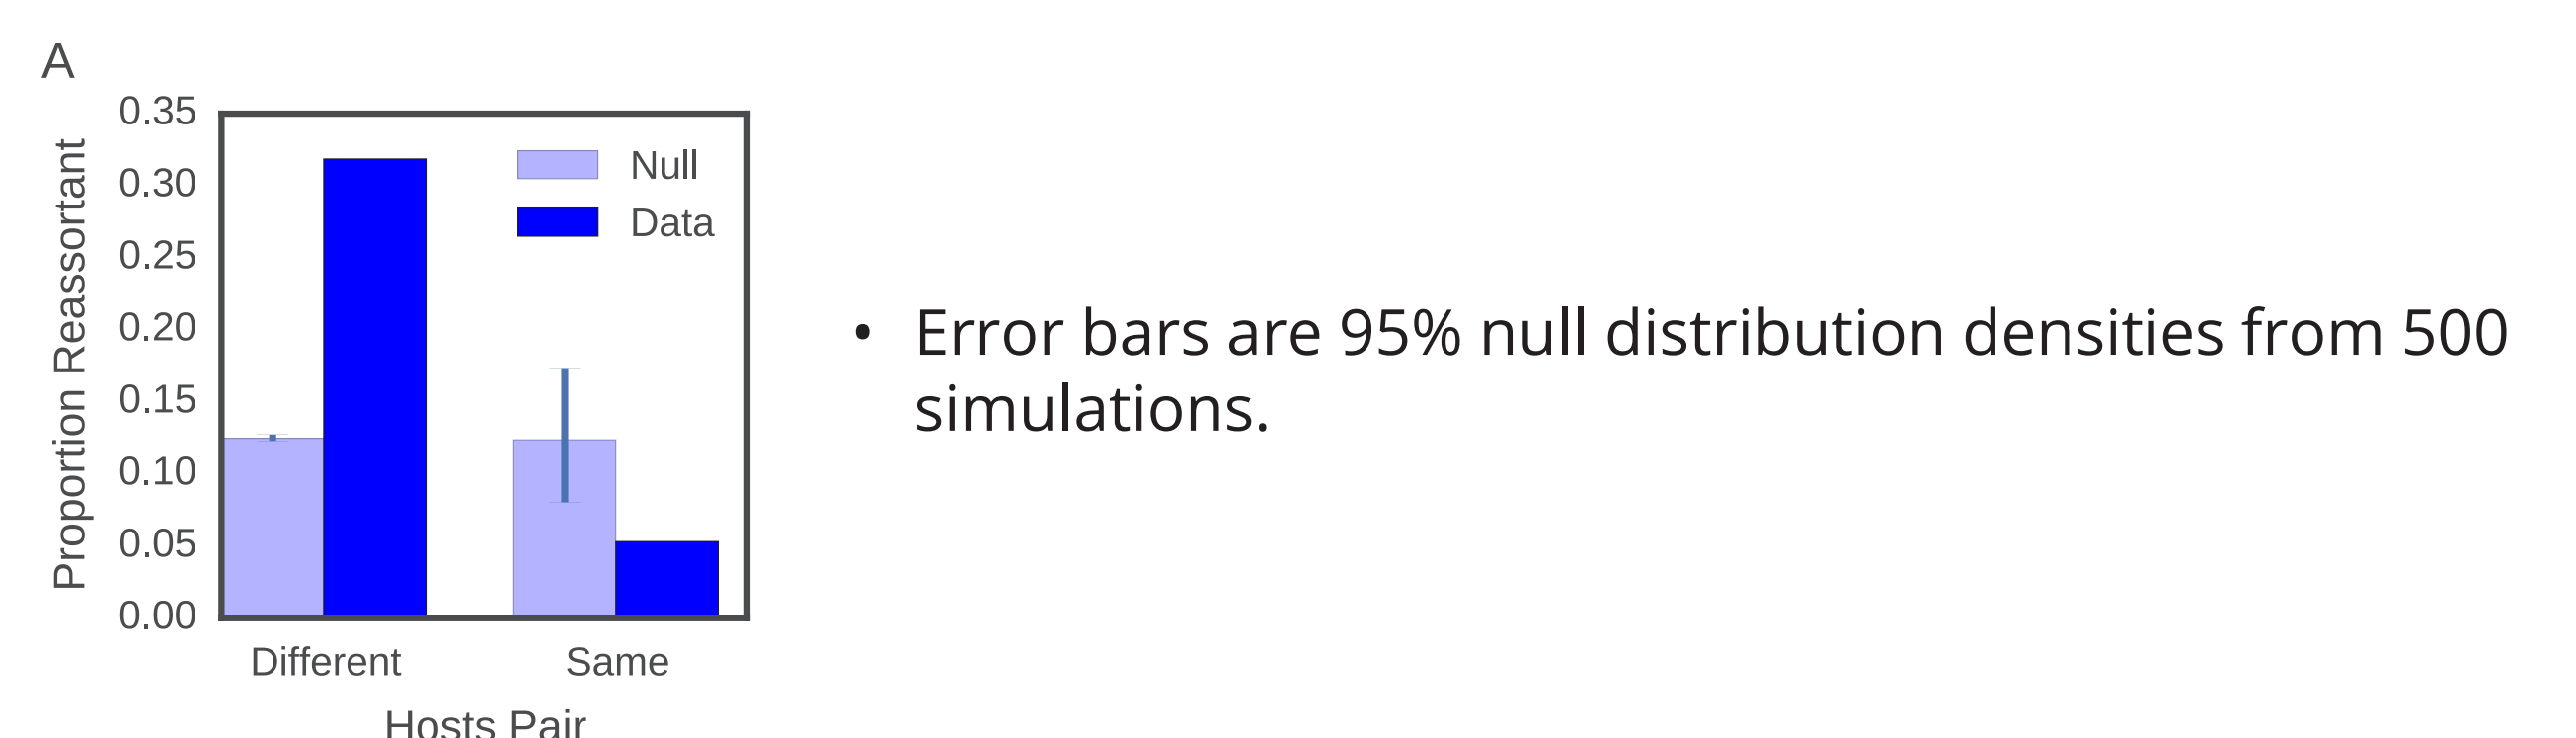 A
Proportion Reassortant
0.35
0.30
0.25
0.20
0.15
0.10
0.05
0.00
Null
Data
Different
Same
Hosts Pair
• Error bars are 95% null distribution densities from 500
simulations.